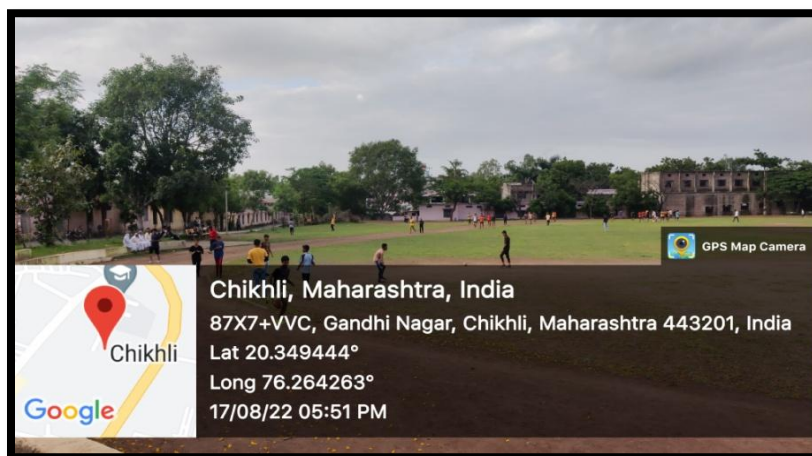 GPS Map Camera
Chikhli, Maharashtra, India
87X7+VVC, Gandhi Nagar, Chikhli, Maharashtra 443201, India
Lat 20.349444°
Long 76.264263°
17/08/22 05:51 PM
Chikhli
Google